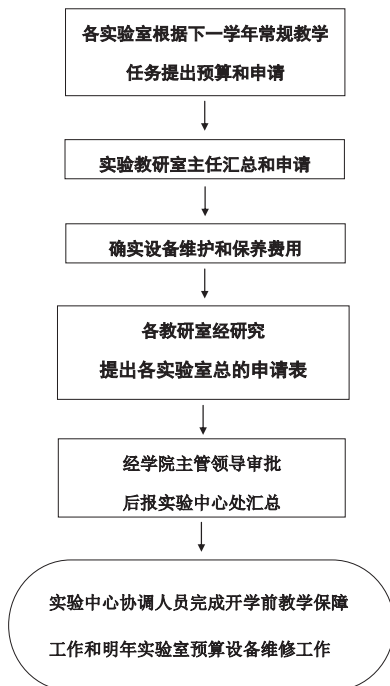 各实验室根据下一学年常规教学
任务提出预算和申请
实验教研室主任汇总和申请
确实设备维护和保养费用
各教研室经研究
提出各实验室总的申请表
经学院主管领导审批
后报实验中心处汇总
实验中心协调人员完成开学前教学保障
工作和明年实验室预算设备维修工作